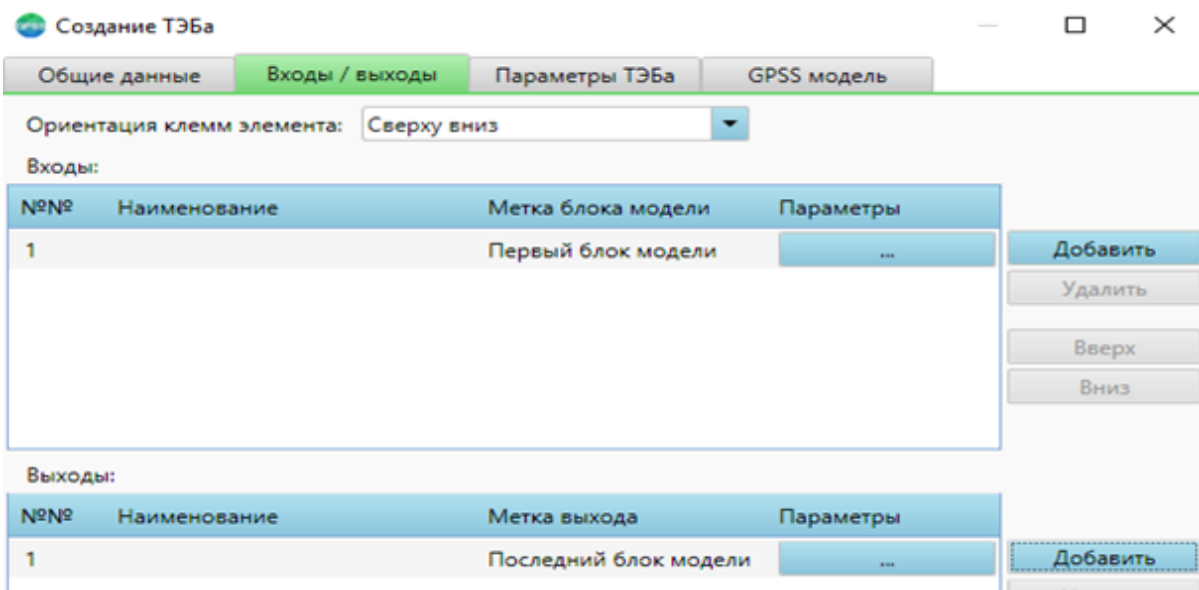 Создание ТЭБа
Общие данные Входы / выходы Параметры ТЭБа GPSS модель
Ориентация клемм элемента: Сверху вниз
Входы:
№№ Наименование Метка блока модели Параметры
1 Первый блок модели ... Добавить
Удалить
Вверх
Вниз
Выходы:
№№ Наименование Метка выхода Параметры
1 Последний блок модели ... Добавить